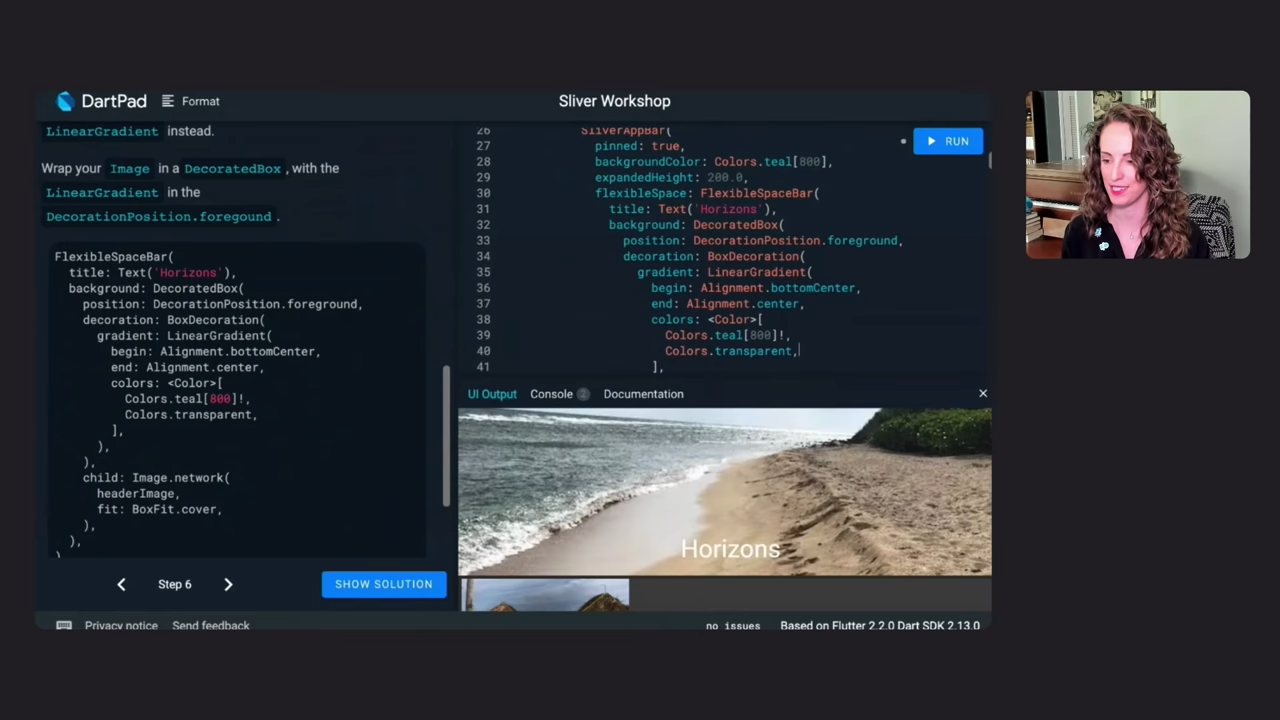 DartPad
Format
Sliver Workshop
LinearGradient instead.
Wrap your Image in a DecoratedBox, with the
LinearGradient in the
DecorationPosition.foregound.
FlexibleSpaceBar(
title: Text('Horizons'),
background: DecoratedBox(
position: DecorationPosition.foreground,
decoration: BoxDecoration(
gradient: LinearGradient(
begin: Alignment.bottomCenter,
end: Alignment.center,
colors: <Color>[
Colors.teal[800]!,
Colors.transparent,
],
),
),
child: Image.network(
headerImage,
fit: BoxFit.cover,
),
),
)
Step 6
SHOW SOLUTION
26 SliverAppBar(
27 pinned: true,
28 backgroundColor: Colors.teal[800],
29 expandedHeight: 200.0,
30 flexibleSpace: FlexibleSpaceBar(
31 title: Text('Horizons'),
32 background: DecoratedBox(
33 position: DecorationPosition.foreground,
34 decoration: BoxDecoration(
35 gradient: LinearGradient(
36 begin: Alignment.bottomCenter,
37 end: Alignment.center,
38 colors: <Color>[
39 Colors.teal[800]!,
40 Colors.transparent,
41 ],
RUN
UI Output
Console 2
Documentation
Horizons
Privacy notice
Send feedback
no issues
Based on Flutter 2.2.0 Dart SDK 2.13.0